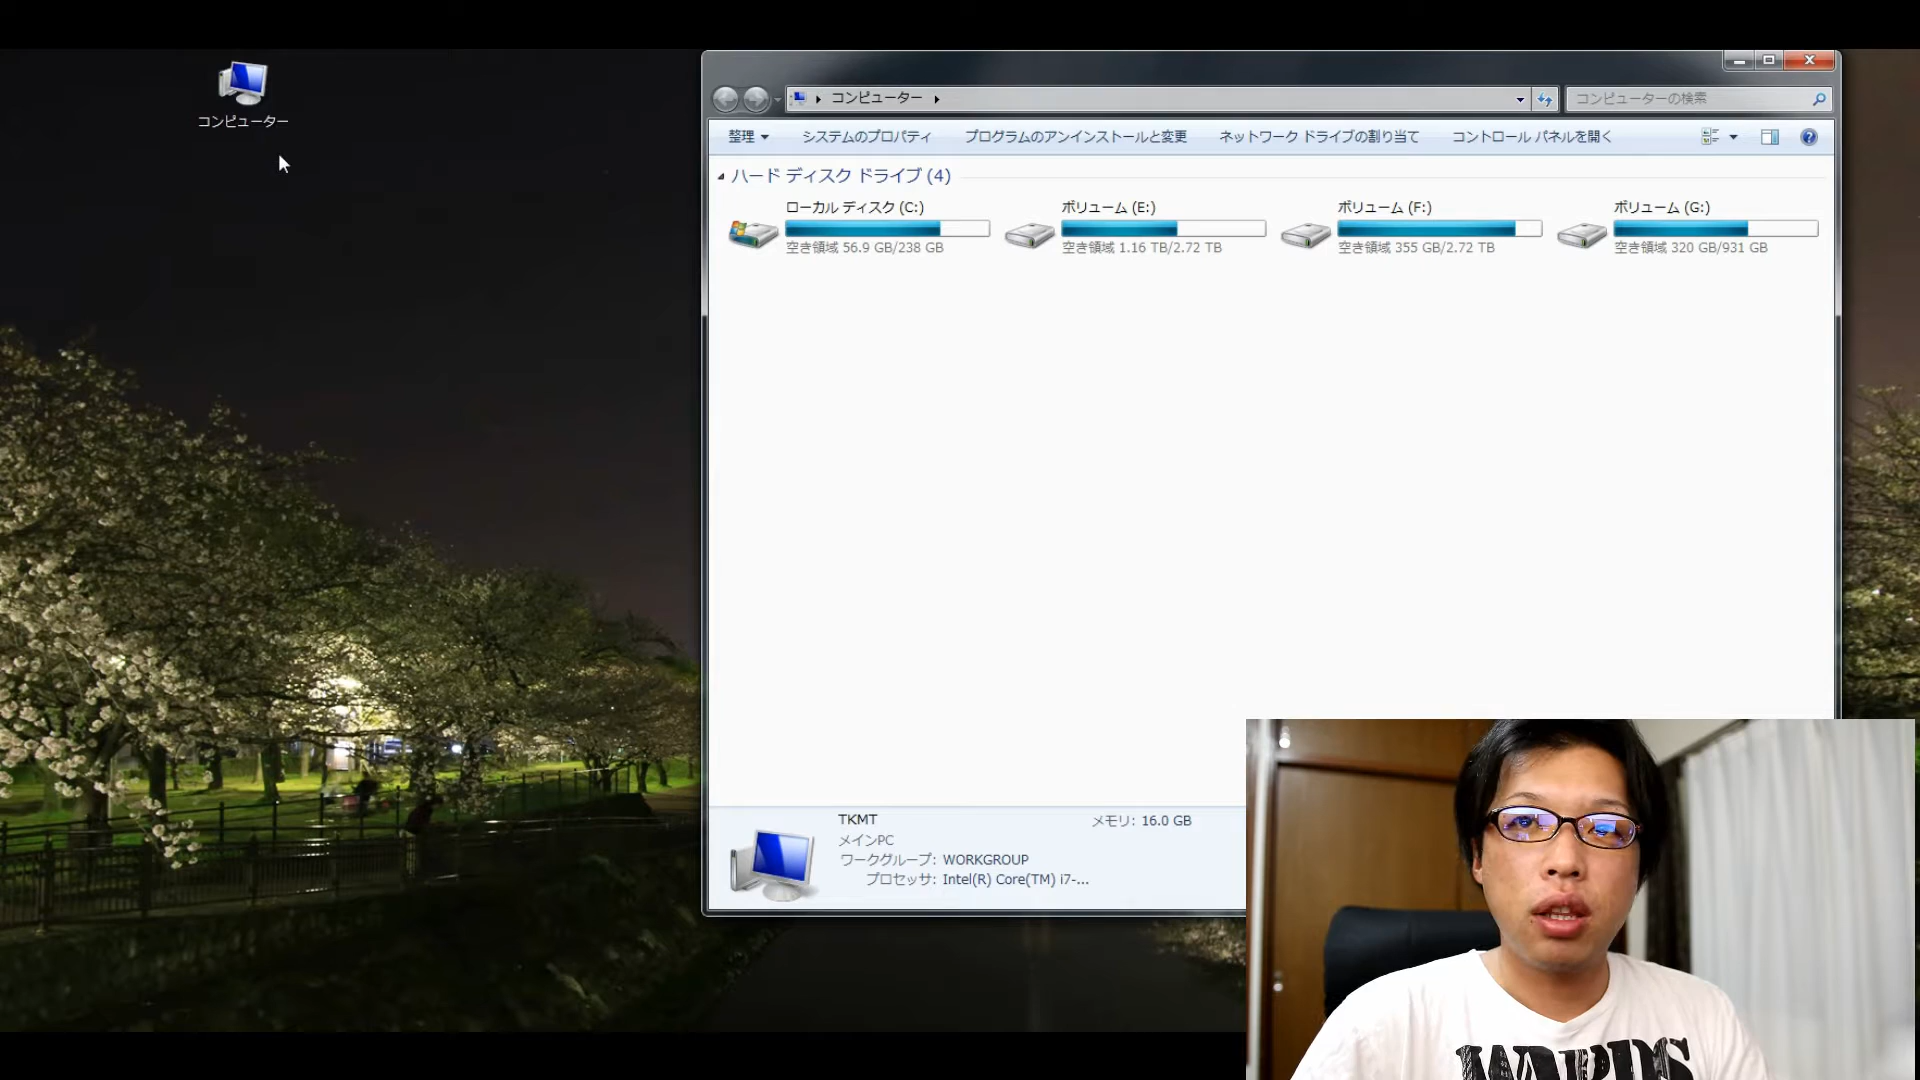 コンピューター
コンピューター
コンピューターの検索
整理
システムのプロパティ
プログラムのアンインストールと変更
ネットワーク ドライブの割り当て
コントロール パネルを開く
ハード ディスク ドライブ (4)
ローカル ディスク (C:)
空き領域 56.9 GB/238 GB
ボリューム (E:)
空き領域 1.16 TB/2.72 TB
ボリューム (F:)
空き領域 355 GB/2.72 TB
ボリューム (G:)
空き領域 320 GB/931 GB
TKMT
メモリ: 16.0 GB
メインPC
ワークグループ: WORKGROUP
プロセッサ: Intel(R) Core(TM) i7-...